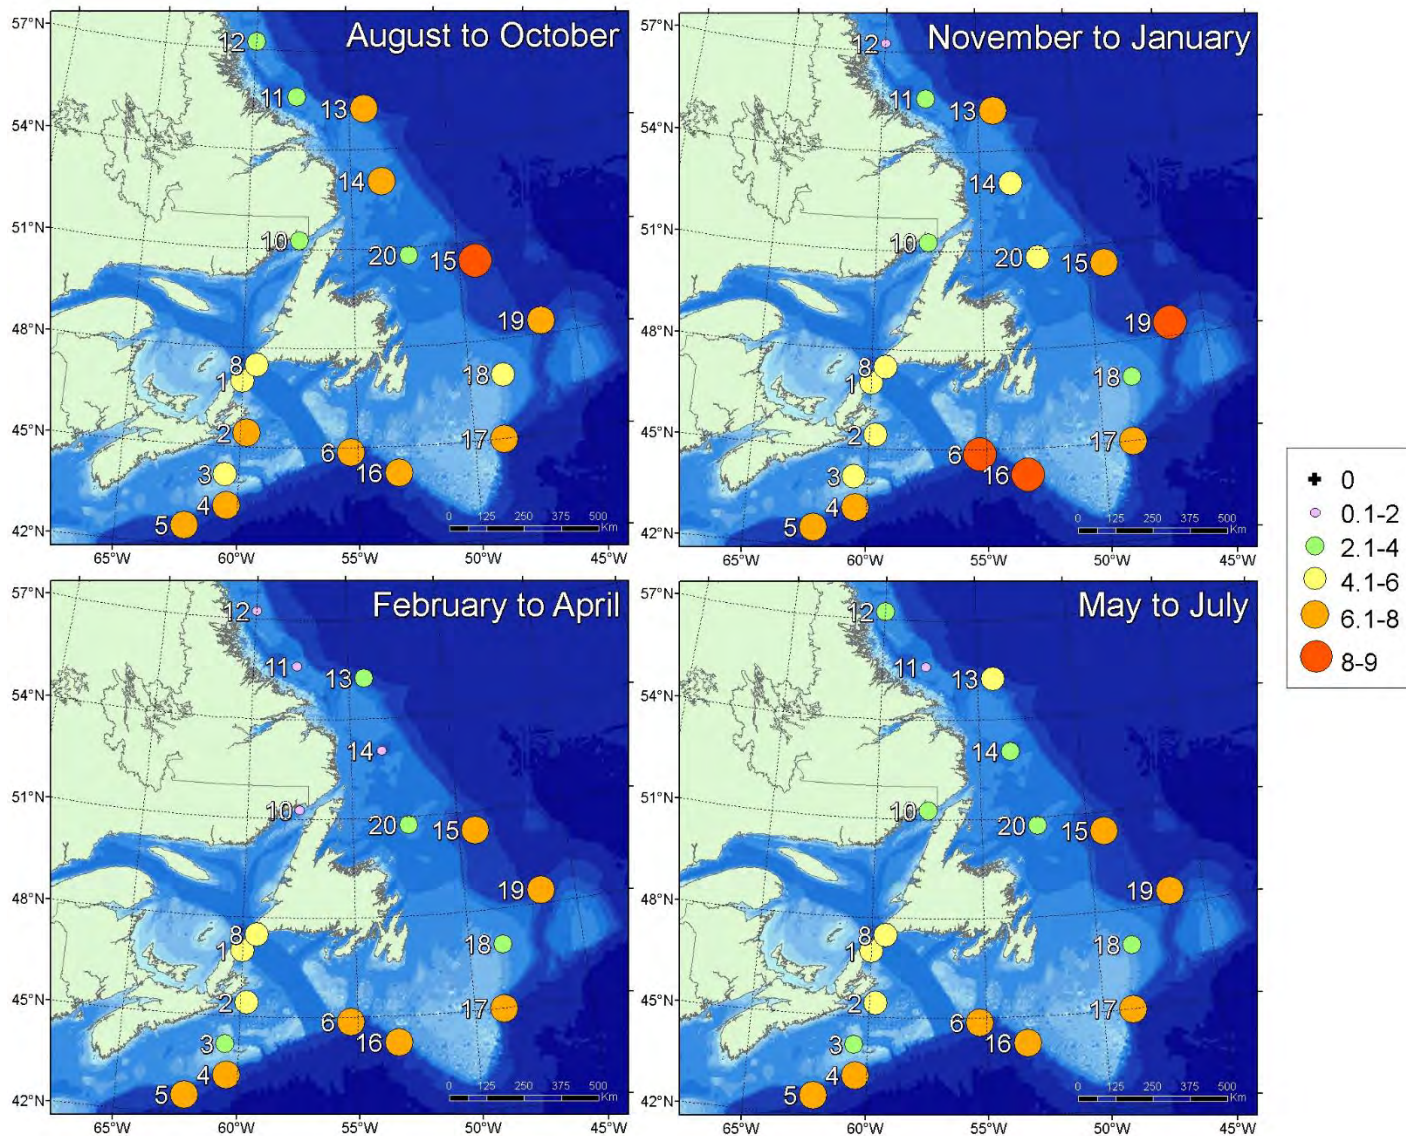 August to October
57°N
54°N
51°N
48°N
45°N
42°N
65°W
60°W
55°W
50°W
45°W
12
11
13
14
10
20
15
19
8
1
18
2
17
6
16
3
4
5
0 125 250 375 500
Km
November to January
57°N
54°N
51°N
48°N
45°N
42°N
65°W
60°W
55°W
50°W
45°W
12
11
13
14
10
20
15
19
8
1
18
2
17
6
16
3
4
5
0 125 250 375 500
Km
February to April
57°N
54°N
51°N
48°N
45°N
42°N
65°W
60°W
55°W
50°W
45°W
12
11
13
14
10
20
15
19
8
1
18
2
17
6
16
3
4
5
0 125 250 375 500
Km
May to July
57°N
54°N
51°N
48°N
45°N
42°N
65°W
60°W
55°W
50°W
45°W
12
11
13
14
10
20
15
19
8
1
18
2
17
6
16
3
4
5
0 125 250 375 500
Km
0
0.1-2
2.1-4
4.1-6
6.1-8
8-9